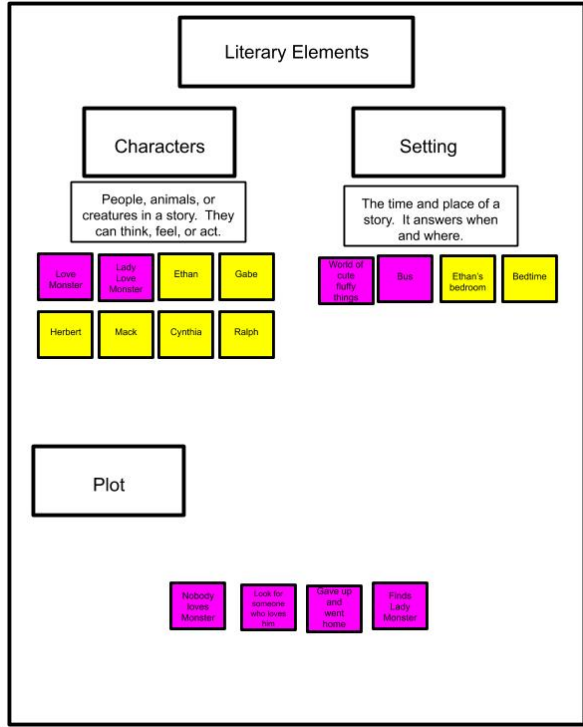 Literary Elements
Characters
Setting
People, animals, or
creatures in a story.  They
can think, feel, or act.
The time and place of a
story.  It answers when
and where.
Love
Monster
Lady
Love
Monster
Ethan
Gabe
World of
cute
fluffy
things
Bus
Ethan's
bedroom
Bedtime
Herbert
Mack
Cynthia
Ralph
Plot
Nobody
loves
Monster
Look for
someone
who loves
him
Gave up
and
went
home
Finds
Lady
Monster